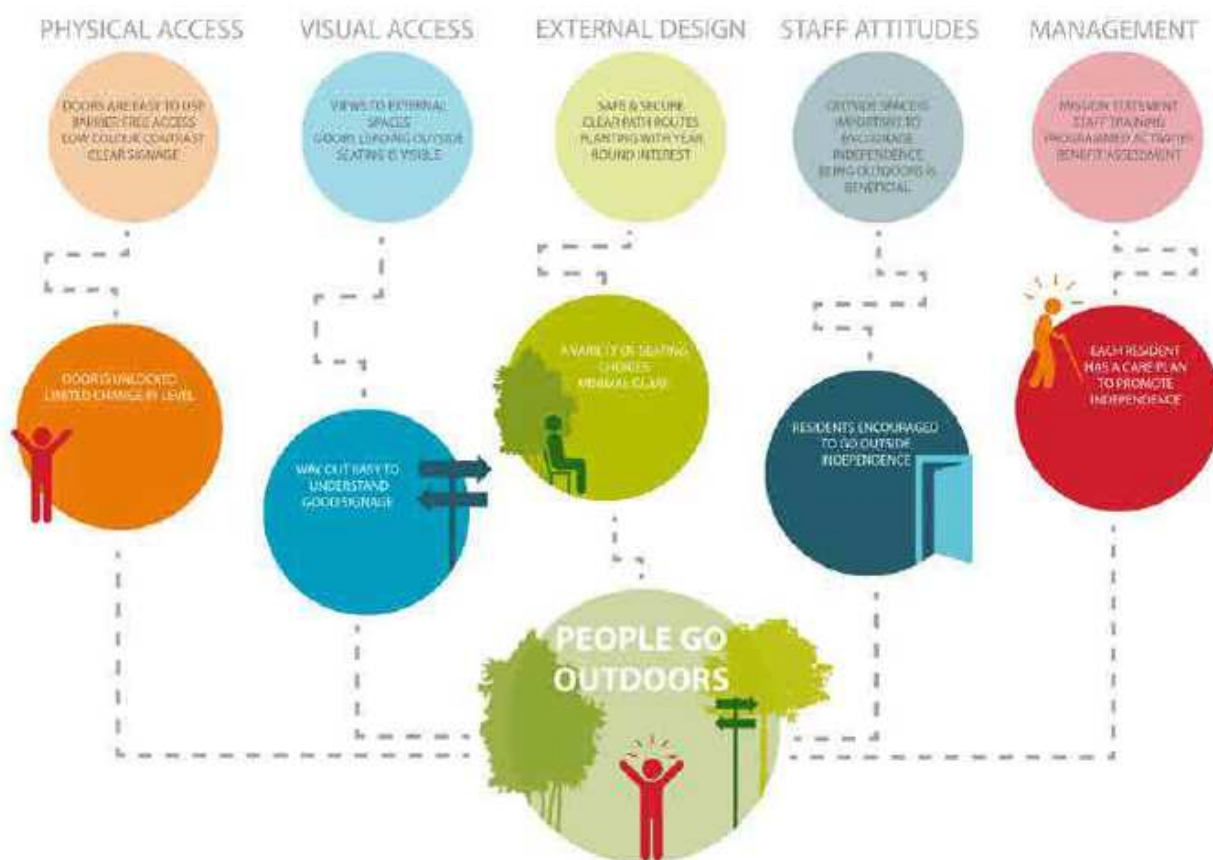 PHYSICAL ACCESS
VISUAL ACCESS
EXTERNAL DESIGN
STAFF ATTITUDES
MANAGEMENT
DOORS ARE EASY TO USE
BARRIER FREE ACCESS
LOW COLOUR CONTRAST
CLEAR SIGNAGE
VIEWS TO EXTERNAL
SPACES
DOORS LEADING OUTSIDE
SEATING IS VISIBLE
SAFE & SECURE
CLEAR PATH ROUTES
PLANTING WITH YEAR
ROUND INTEREST
OUTSIDE SPACE IS
IMPORTANT TO
ENCOURAGE
INDEPENDENCE
BEING OUTDOORS IS
BENEFICIAL
MISSION STATEMENT
STAFF TRAINING
PROGRAMMED ACTIVITIES
BENEFIT ASSESSMENT
DOOR IS UNLOCKED
LIMITED CHANGE IN LEVEL
WAY OUT EASY TO
UNDERSTAND
GOOD SIGNAGE
A VARIETY OF SEATING
CHOICES
MINIMAL GLARE
RESIDENTS ENCOURAGED
TO GO OUTSIDE
INDEPENDENCE
EACH RESIDENT
HAS A CARE PLAN
TO PROMOTE
INDEPENDENCE
PEOPLE GO
OUTDOORS